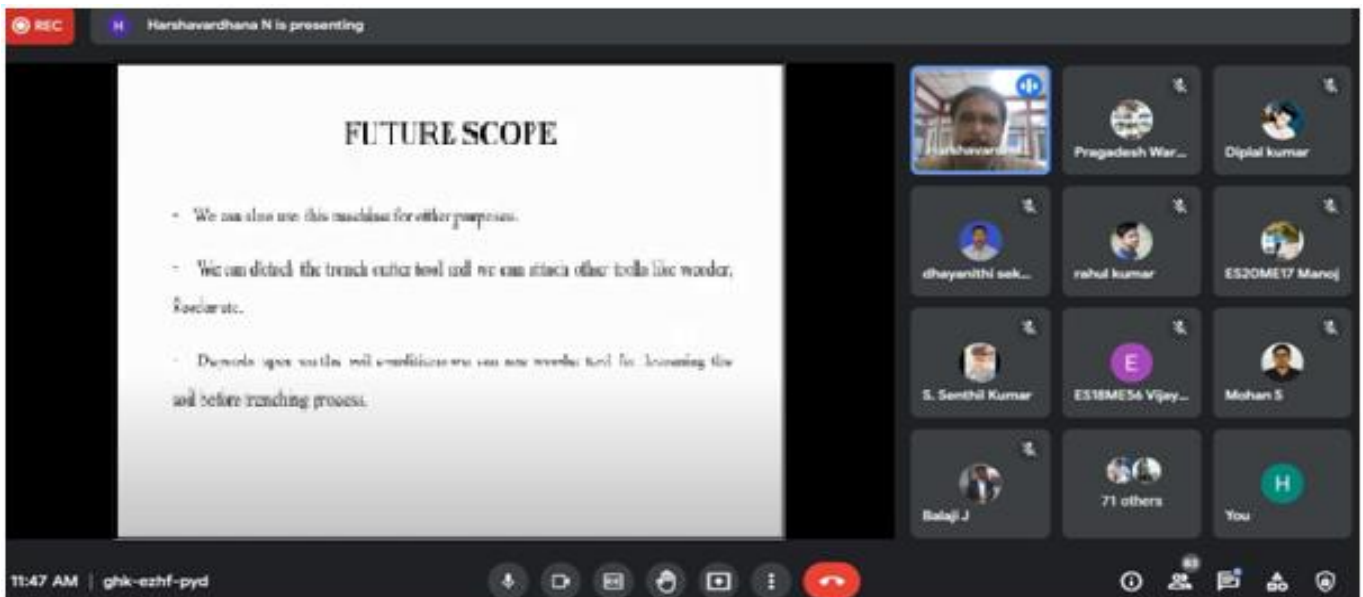 REC
H Harshavardhana N is presenting
FUTURE SCOPE
- We can also use this machine for other purposes.
- We can detach the trench cutter tool and we can attach other tools like weeder,
etc.
- Depends upon the soil conditions we can use weeder tool for loosening the
soil before trenching process.
Harshavardh
Pragadesh War...
Diplal kumar
dhayanithi sek...
rahul kumar
ES20ME17 Manoj
S. Senthil Kumar
E
ES18ME56 Vijay...
Mohan S
Balaji J
71 others
H
You
11:47 AM | ghk-ezhf-pyd
83